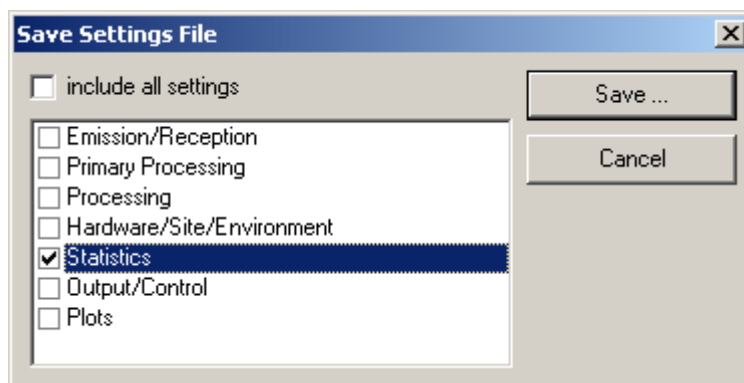 Save Settings File
include all settings
Save ...
Emission/Reception
Primary Processing
Cancel
Processing
Hardware/Site/Environment
Statistics
Output/Control
Plots